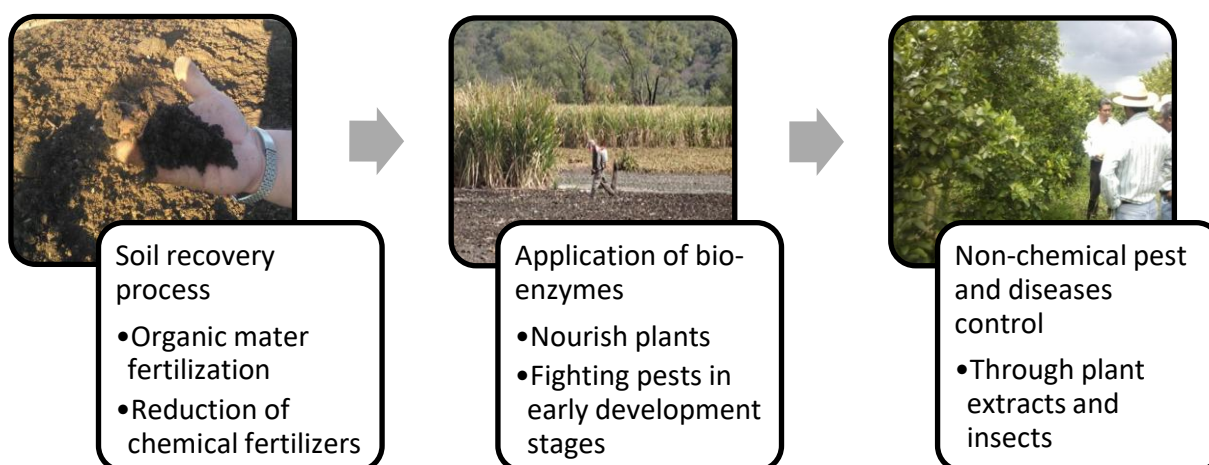 Soil recovery
process
•Organic mater
fertilization
•Reduction of
chemical fertilizers
Application of bio-
enzymes
•Nourish plants
•Fighting pests in
early development
stages
Non-chemical pest
and diseases
control
•Through plant
extracts and
insects